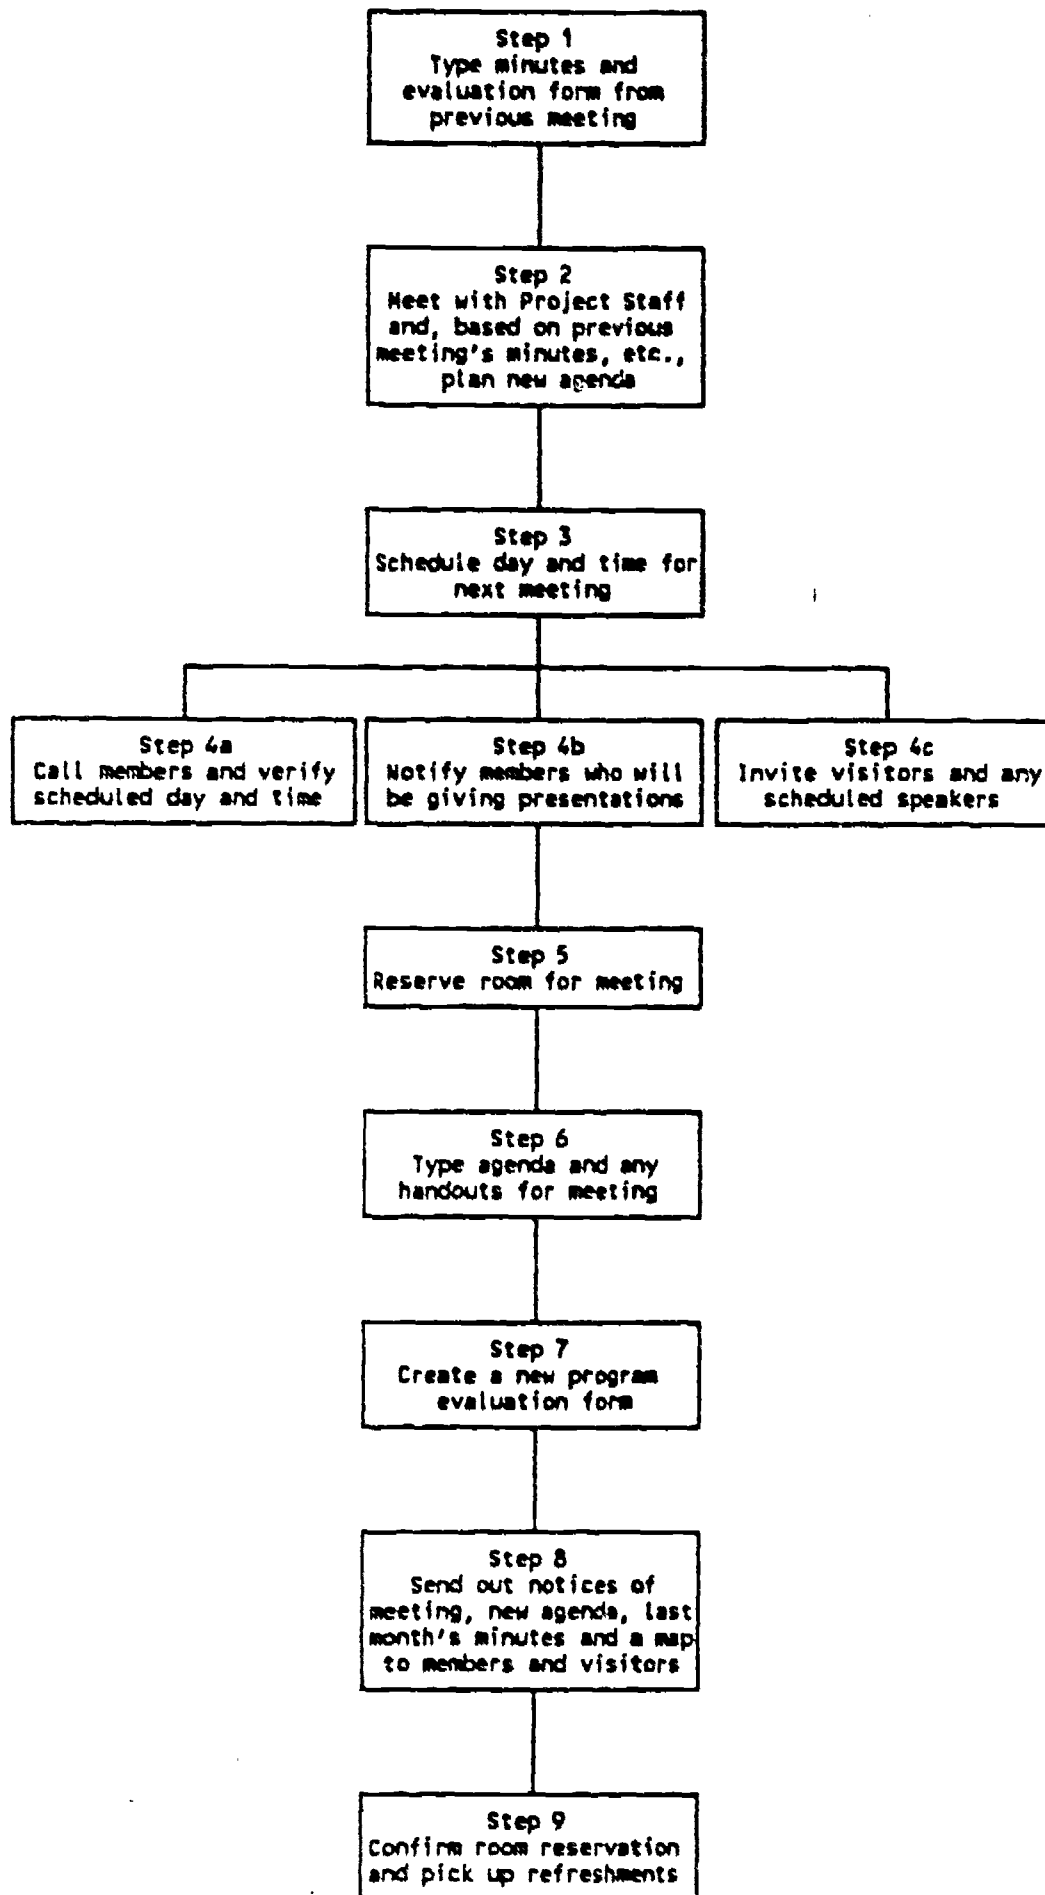 Step 1
Type minutes and
evaluation form from
previous meeting
Step 2
Meet with Project Staff
and, based on previous
meeting's minutes, etc.,
plan new agenda
Step 3
Schedule day and time for
next meeting
Step 4a
Call members and verify
scheduled day and time
Step 4b
Notify members who will
be giving presentations
Step 4c
Invite visitors and any
scheduled speakers
Step 5
Reserve room for meeting
Step 6
Type agenda and any
handouts for meeting
Step 7
Create a new program
evaluation form
Step 8
Send out notices of
meeting, new agenda, last
month's minutes and a map
to members and visitors
Step 9
Confirm room reservation
and pick up refreshments